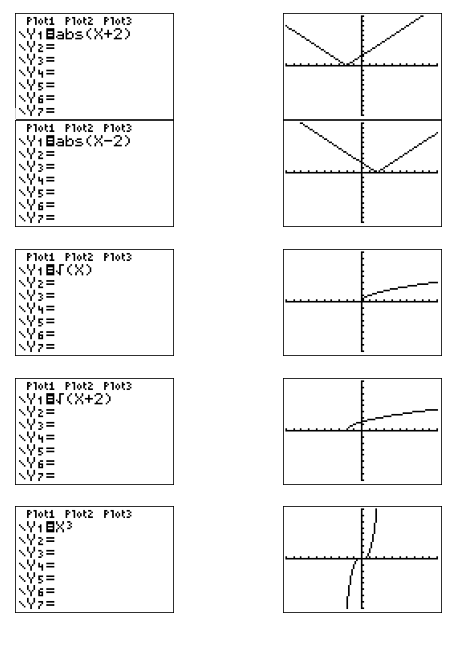 Plot1 Plot2 Plot3
\Y1=abs(X+2)
\Y2=
\Y3=
\Y4=
\Y5=
\Y6=
\Y7=
Plot1 Plot2 Plot3
\Y1=abs(X-2)
\Y2=
\Y3=
\Y4=
\Y5=
\Y6=
\Y7=
Plot1 Plot2 Plot3
\Y1=√(X)
\Y2=
\Y3=
\Y4=
\Y5=
\Y6=
\Y7=
Plot1 Plot2 Plot3
\Y1=√(X+2)
\Y2=
\Y3=
\Y4=
\Y5=
\Y6=
\Y7=
Plot1 Plot2 Plot3
\Y1=X³
\Y2=
\Y3=
\Y4=
\Y5=
\Y6=
\Y7=